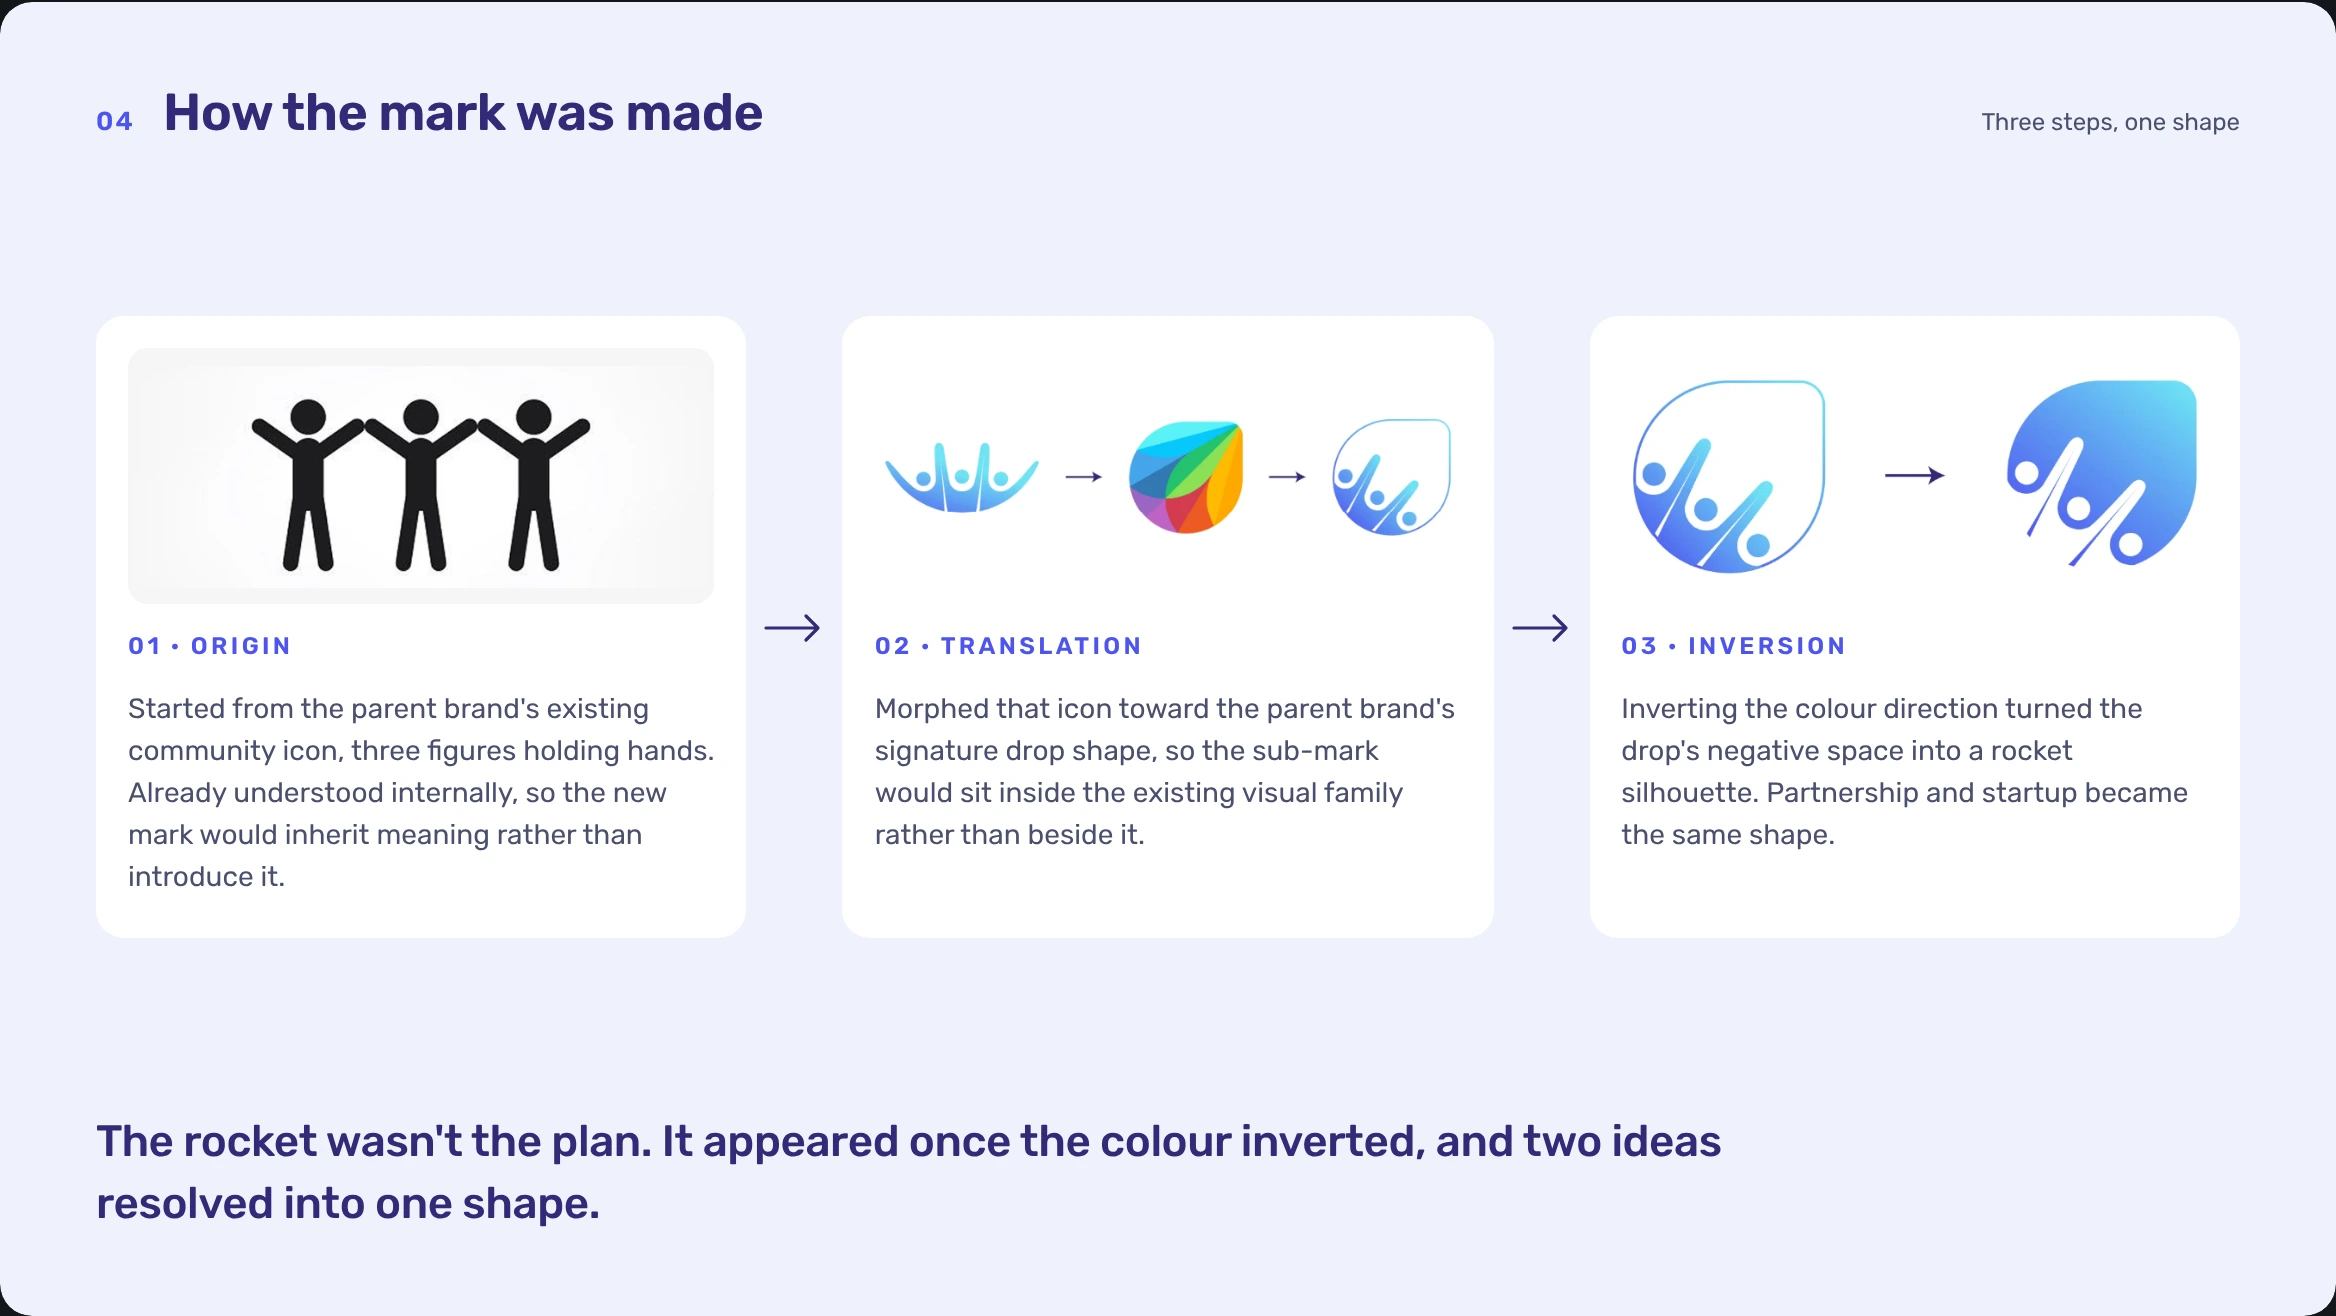 04 How the mark was made
Three steps, one shape
01 • ORIGIN
Started from the parent brand's existing
community icon, three figures holding hands.
Already understood internally, so the new
mark would inherit meaning rather than
introduce it.
02 • TRANSLATION
Morphed that icon toward the parent brand's
signature drop shape, so the sub-mark
would sit inside the existing visual family
rather than beside it.
03 • INVERSION
Inverting the colour direction turned the
drop's negative space into a rocket
silhouette. Partnership and startup became
the same shape.
The rocket wasn't the plan. It appeared once the colour inverted, and two ideas
resolved into one shape.